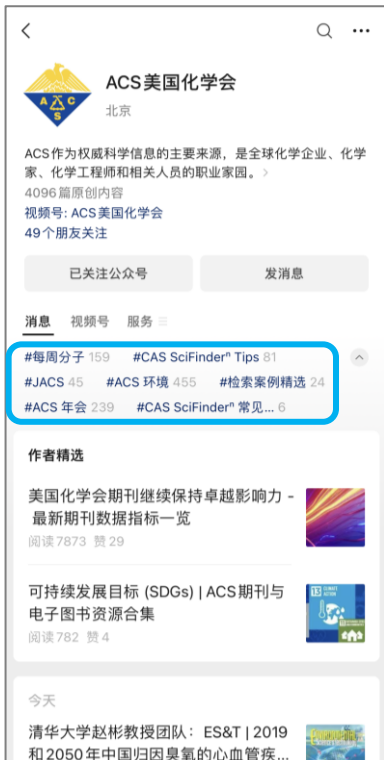 ACS美国化学会
A C S
北京
ACS作为权威科学信息的主要来源，是全球化学企业、化学
家、化学工程师和相关人员的职业家园。
4096篇原创内容
视频号: ACS美国化学会
49个朋友关注
已关注公众号 发消息
消息 视频号 服务
#每周分子 159 #CAS SciFinderⁿ Tips 81
#JACS 45 #ACS 环境 455 #检索案例精选 24
#ACS 年会 239 #CAS SciFinderⁿ 常见... 6
作者精选
美国化学会期刊继续保持卓越影响力 -
最新期刊数据指标一览
阅读7873 赞29
可持续发展目标 (SDGs) | ACS期刊与
电子图书资源合集
阅读782 赞4
13 CLIMATE ACTION
今天
清华大学赵彬教授团队：ES&T | 2019
和2050年中国归因臭氧的心血管疾...